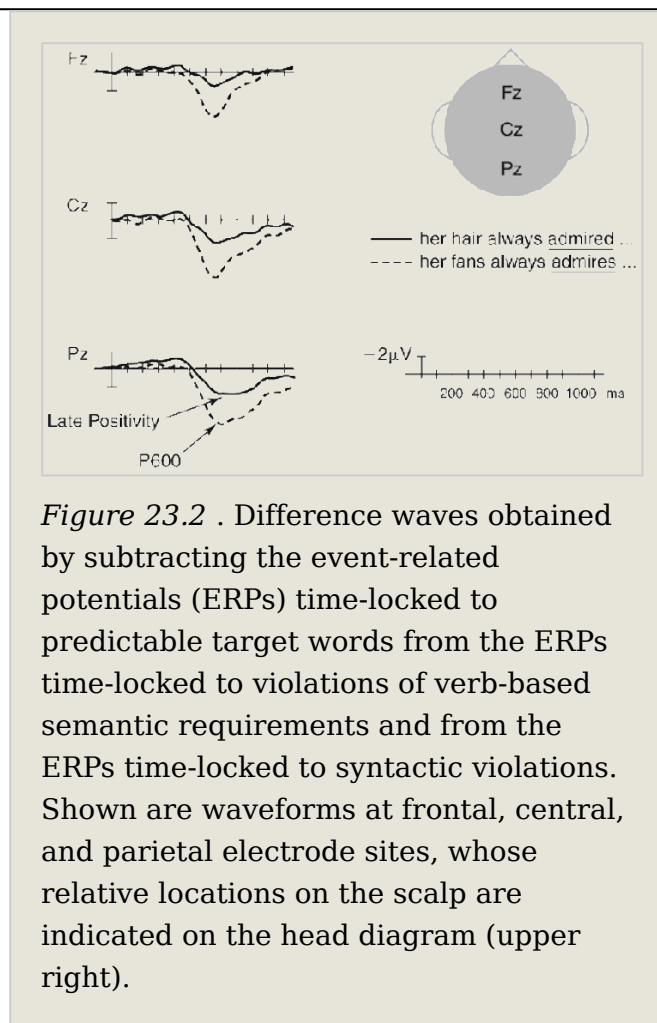 Fz
Cz
Pz
Late Positivity
P600
Fz
Cz
Pz
her hair always admired ...
her fans always admires ...
−2μV
200 400 600 800 1000 ms
Figure 23.2 . Difference waves obtained
by subtracting the event-related
potentials (ERPs) time-locked to
predictable target words from the ERPs
time-locked to violations of verb-based
semantic requirements and from the
ERPs time-locked to syntactic violations.
Shown are waveforms at frontal, central,
and parietal electrode sites, whose
relative locations on the scalp are
indicated on the head diagram (upper
right).